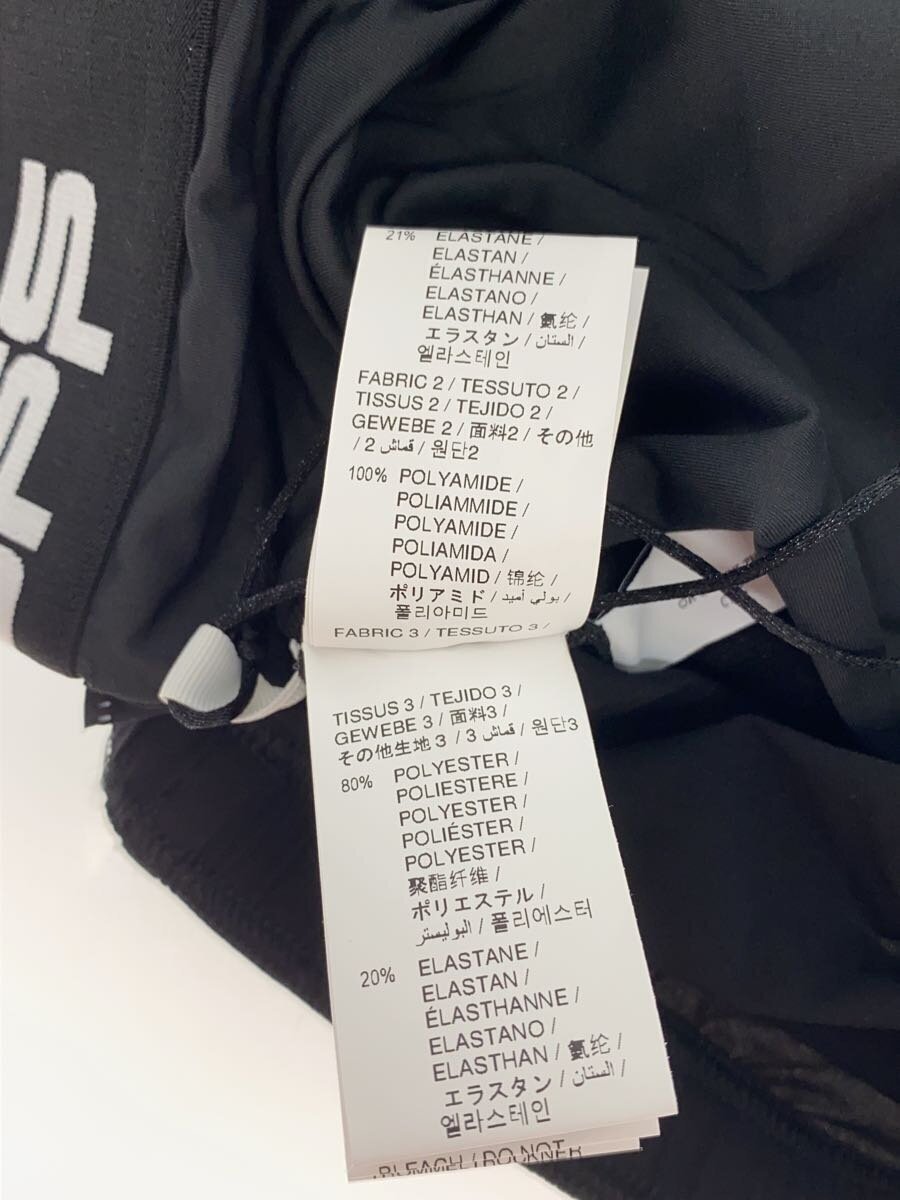 21% ELASTANE /
ELASTAN /
ÉLASTHANNE /
ELASTANO /
ELASTHAN / 氨纶 /
エラスタン / الستان /
엘라스테인
FABRIC 2 / TESSUTO 2 /
TISSUS 2 / TEJIDO 2 /
GEWEBE 2 / 面料2 / その他
/ قماش 2 / 원단2
100% POLYAMIDE /
POLIAMMIDE /
POLYAMIDE /
POLIAMIDA /
POLYAMID / 锦纶 /
ポリアミド / بولي أميد /
폴리아미드
FABRIC 3 / TESSUTO 3 /
TISSUS 3 / TEJIDO 3 /
GEWEBE 3 / 面料3 /
その他生地 3 / قماش 3 / 원단3
80% POLYESTER /
POLIESTERE /
POLYESTER /
POLIÉSTER /
POLYESTER /
聚酯纤维 /
ポリエステル /
البوليستر / 폴리에스터
20% ELASTANE /
ELASTAN /
ÉLASTHANNE /
ELASTANO /
ELASTHAN / 氨纶 /
エラスタン / الستان /
엘라스테인
BLEACH / DO NOT